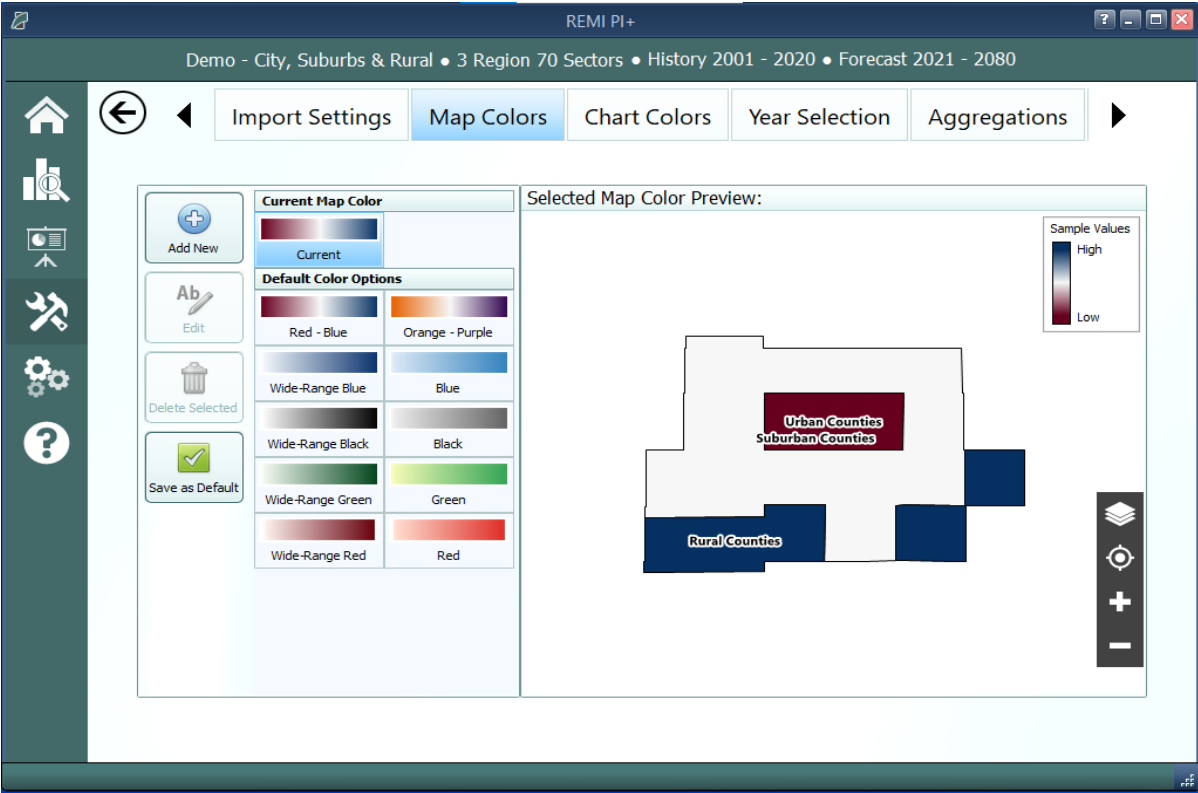 REMI PI+
Demo - City, Suburbs & Rural ● 3 Region 70 Sectors ● History 2001 - 2020 ● Forecast 2021 - 2080
Import Settings
Map Colors
Chart Colors
Year Selection
Aggregations
Add New
Ab
Edit
Delete Selected
Save as Default
Current Map Color
Current
Default Color Options
Red - Blue
Orange - Purple
Wide-Range Blue
Blue
Wide-Range Black
Black
Wide-Range Green
Green
Wide-Range Red
Red
Selected Map Color Preview:
Sample Values
High
Low
Urban Counties
Suburban Counties
Rural Counties